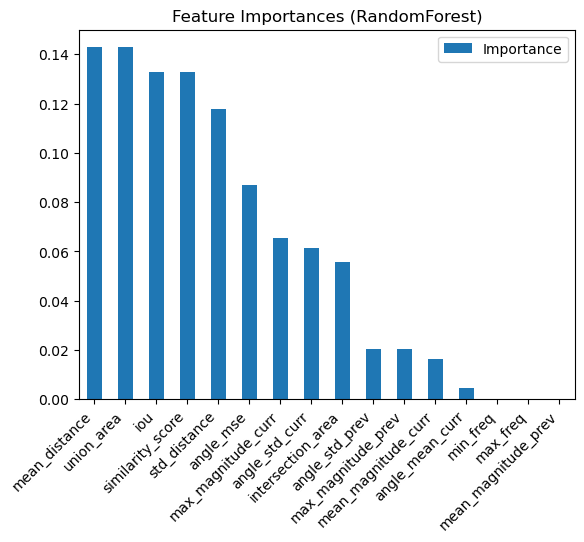 Feature Importances (RandomForest)
Importance
0.14
0.12
0.10
0.08
0.06
0.04
0.02
0.00
mean_distance
union_area
iou
similarity_score
std_distance
angle_mse
max_magnitude_curr
angle_std_curr
intersection_area
angle_std_prev
max_magnitude_prev
mean_magnitude_curr
angle_mean_curr
min_freq
max_freq
mean_magnitude_prev